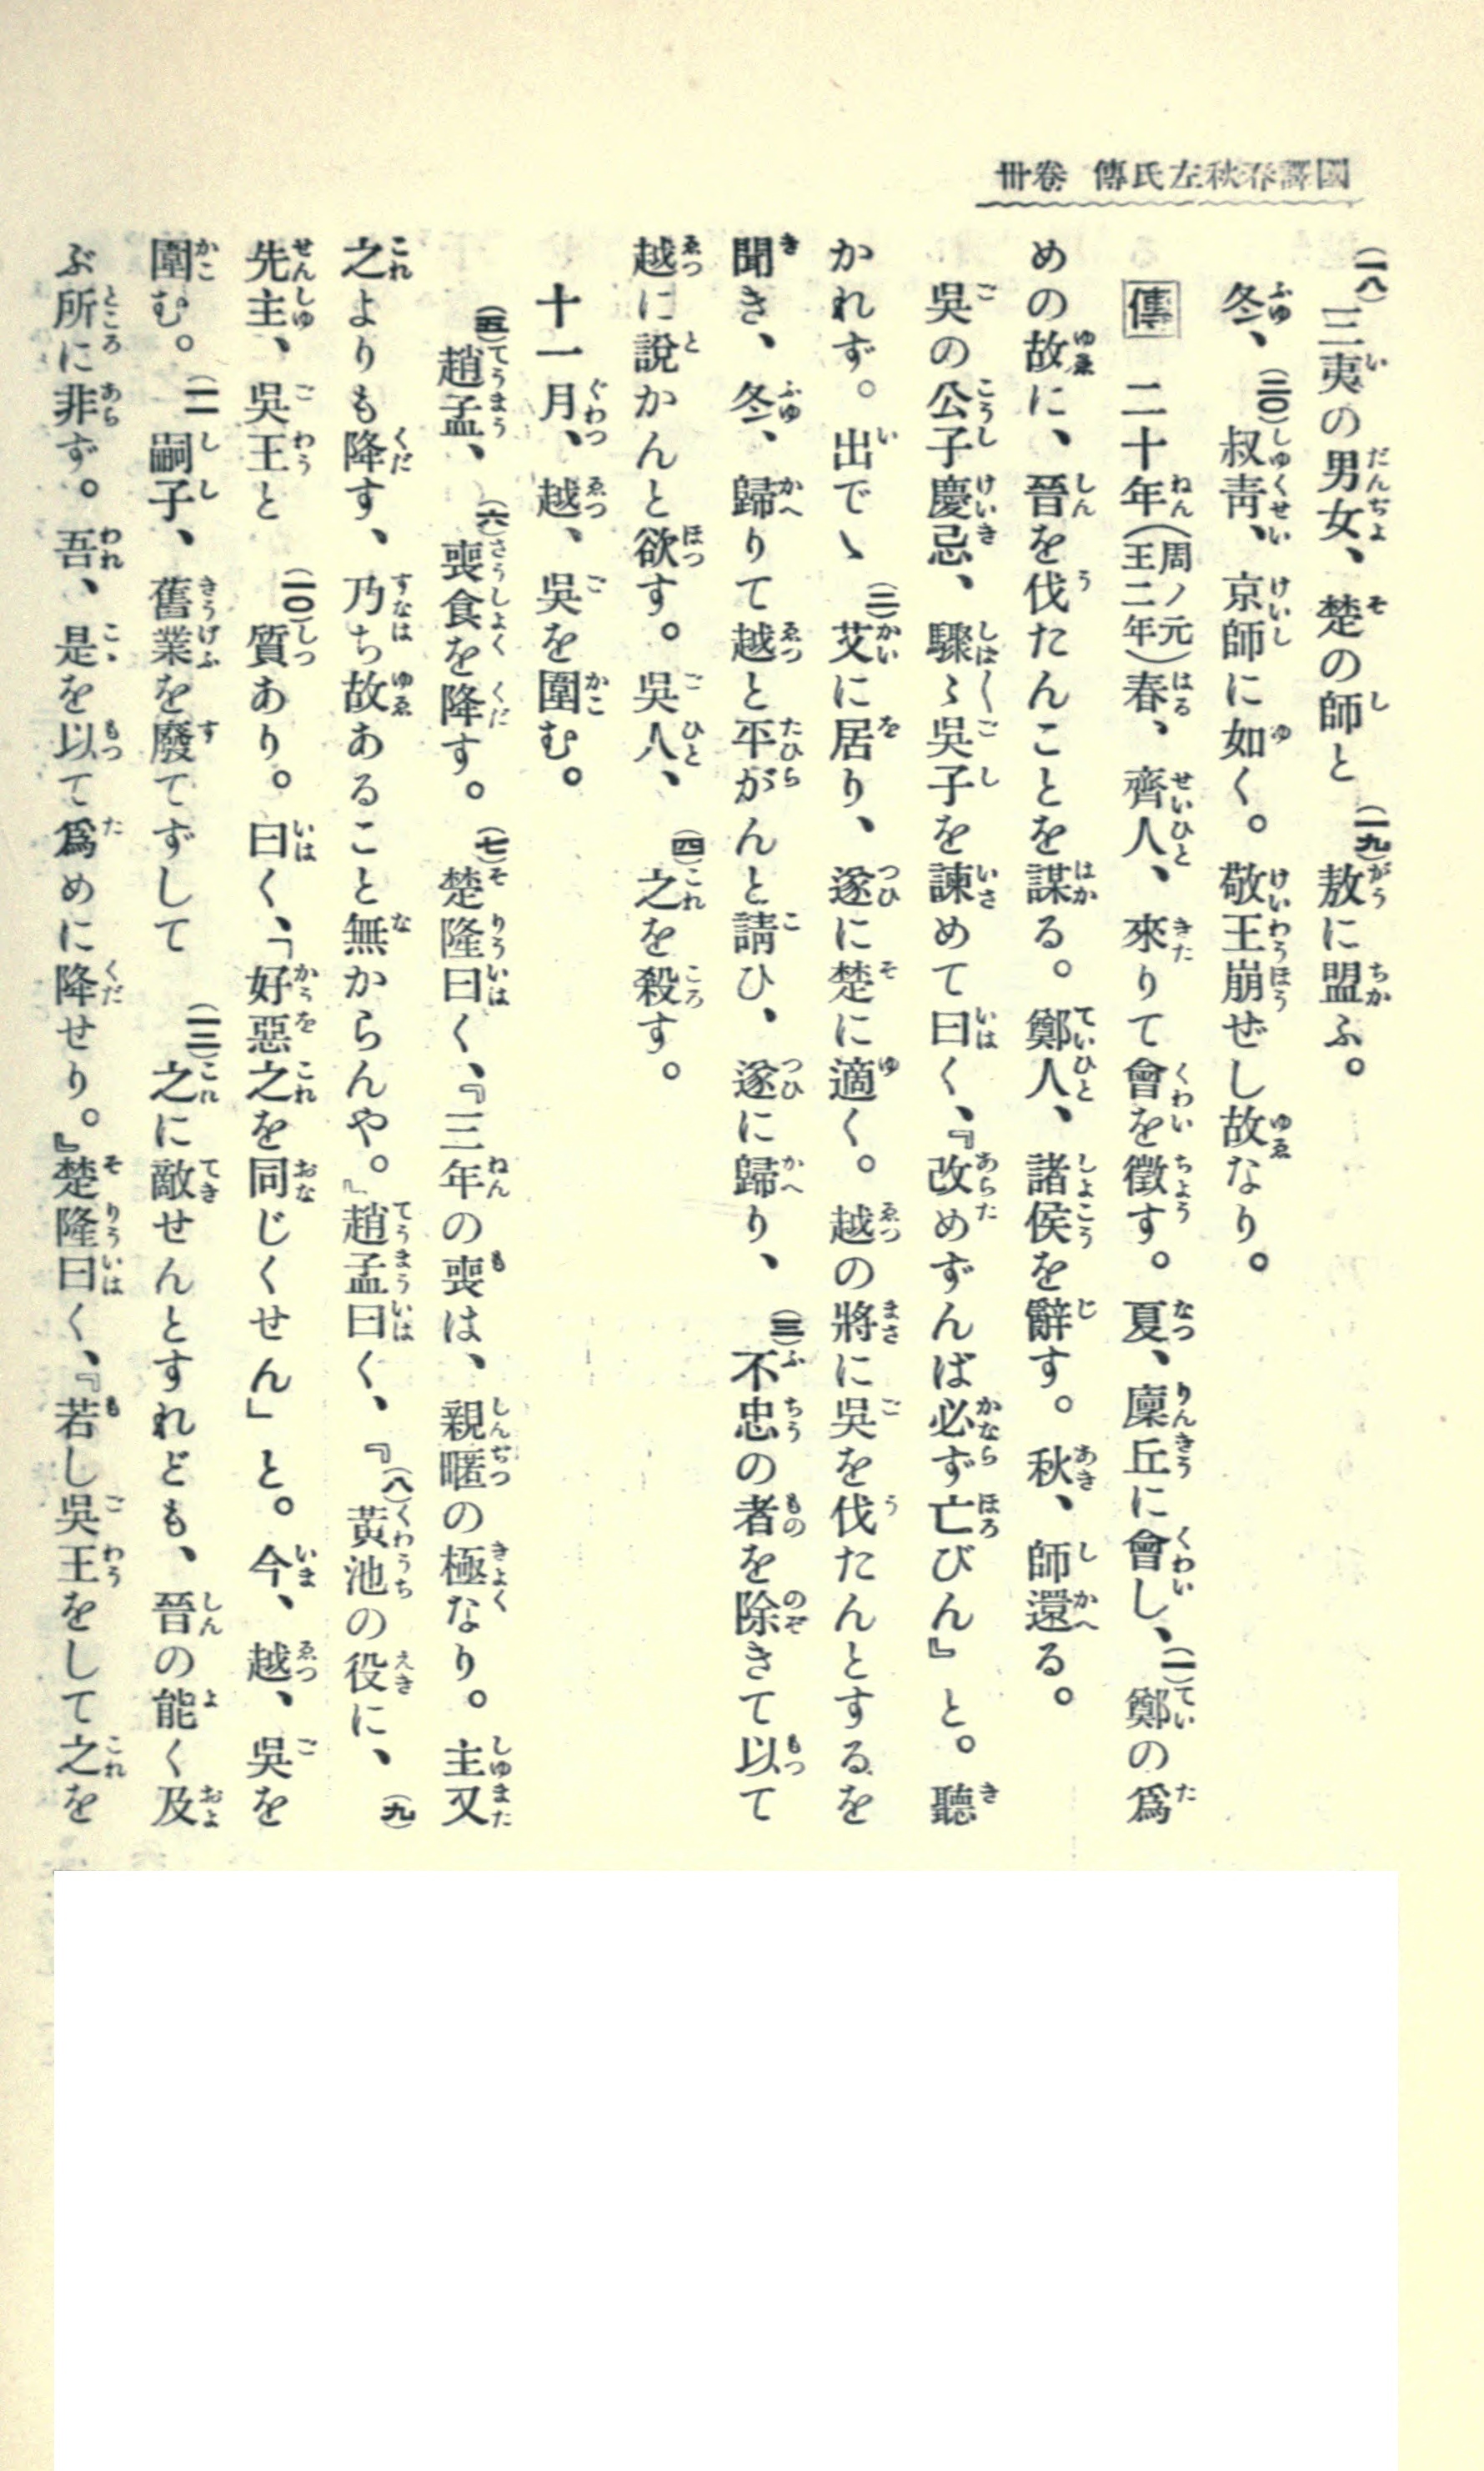 國譯春秋左氏傳 卷卅
(一八)三夷の男女、楚の師と(一九)敖に盟ふ。
冬、(二〇)叔靑、京師に如く。敬王崩ぜし故なり。
傳 二十年(周ノ元王二年)春、齊人、來りて會を徵す。夏、廩丘に會し、(一)鄭の爲
めの故に、晉を伐たんことを謀る。鄭人、諸侯を辭す。秋、師還る。
吳の公子慶忌、驟〻吳子を諫めて曰く、『改めずんば必ず亡びん』と。聽
かれず。出でゝ(二)艾に居り、遂に楚に適く。越の將に吳を伐たんとするを
聞き、冬、歸りて越と平がんと請ひ、遂に歸り、(三)不忠の者を除きて以て
越に說かんと欲す。吳人、(四)之を殺す。
十一月、越、吳を圍む。
(五)趙孟、(六)喪食を降す。(七)楚隆曰く、『三年の喪は、親暱の極なり。主又
之よりも降す、乃ち故あること無からんや。』趙孟曰く、『(八)黃池の役に、(九)
先主、吳王と(一〇)質あり。曰く、「好惡之を同じくせん」と。今、越、吳を
圍む。(一一)嗣子、舊業を廢てずして(一二)之に敵せんとすれども、晉の能く及
ぶ所に非ず。吾、是を以て爲めに降せり。』楚隆曰く、『若し吳王をして之を